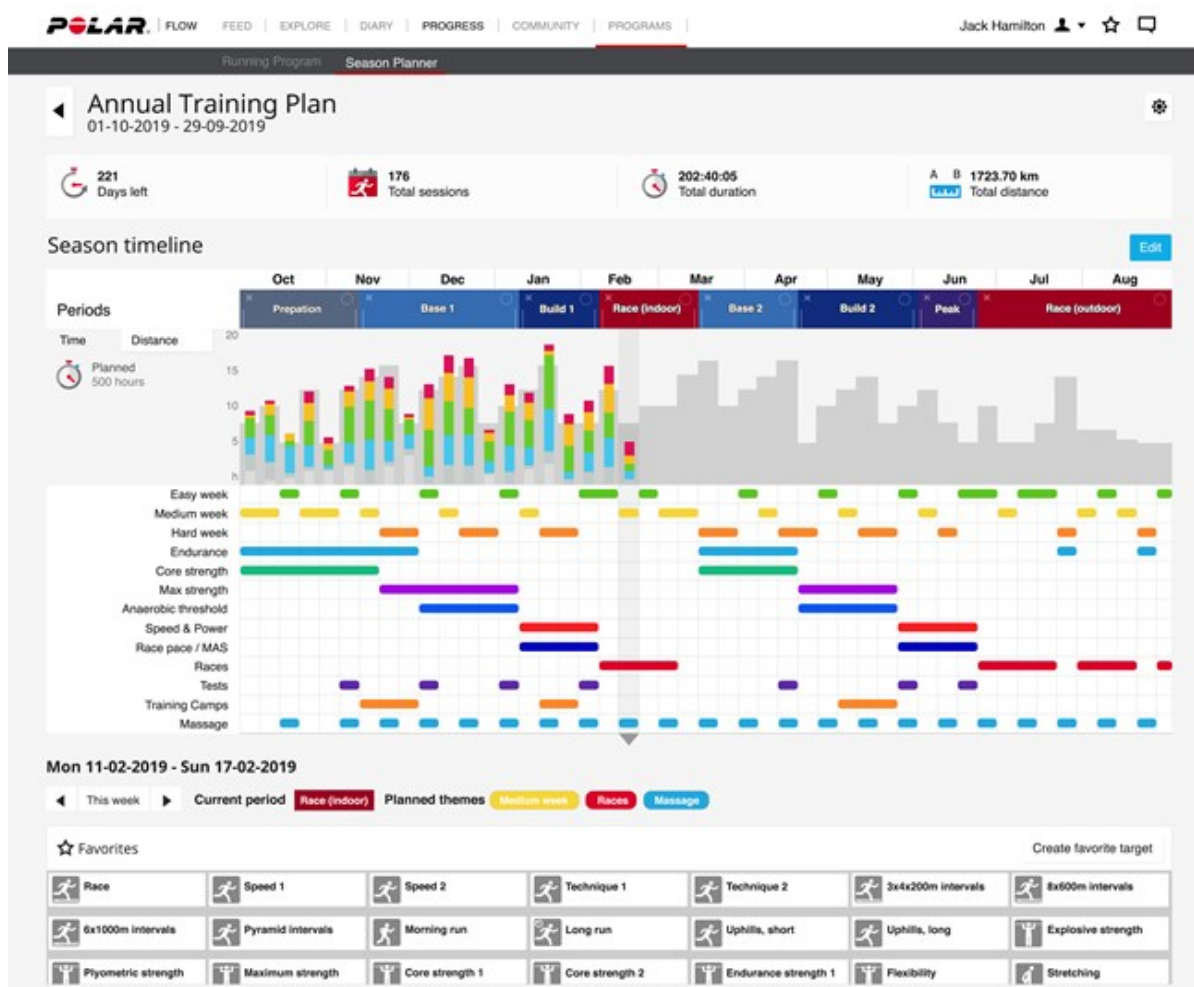 POLAR. FLOW FEED EXPLORE DIARY PROGRESS COMMUNITY PROGRAMS Jack Hamilton
Running Program Season Planner
Annual Training Plan
01-10-2019 - 29-09-2019
221 Days left
176 Total sessions
202:40:05 Total duration
A B 1723.70 km Total distance
Season timeline Edit
Oct Nov Dec Jan Feb Mar Apr May Jun Jul Aug
Periods Prepation Base 1 Build 1 Race (indoor) Base 2 Build 2 Peak Race (outdoor)
Time Distance
Planned
500 hours
20
15
10
5
h
Easy week
Medium week
Hard week
Endurance
Core strength
Max strength
Anaerobic threshold
Speed & Power
Race pace / MAS
Races
Tests
Training Camps
Massage
Mon 11-02-2019 - Sun 17-02-2019
This week Current period Race (indoor) Planned themes Medium week Races Massage
Favorites Create favorite target
Race Speed 1 Speed 2 Technique 1 Technique 2 3x4x200m intervals 8x600m intervals
6x1000m intervals Pyramid intervals Morning run Long run Uphills, short Uphills, long Explosive strength
Plyometric strength Maximum strength Core strength 1 Core strength 2 Endurance strength 1 Flexibility Stretching